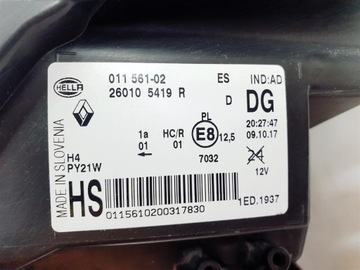 HELLA
011 561-02 ES IND:AD
26010 5419 R D DG
20:27:47
09.10.17
PL
1a HC/R E8 12,5
01 ← 01 7032 24
H4
PY21W 12V
MADE IN SLOVENIA
HS 1ED.1937
0115610200317830